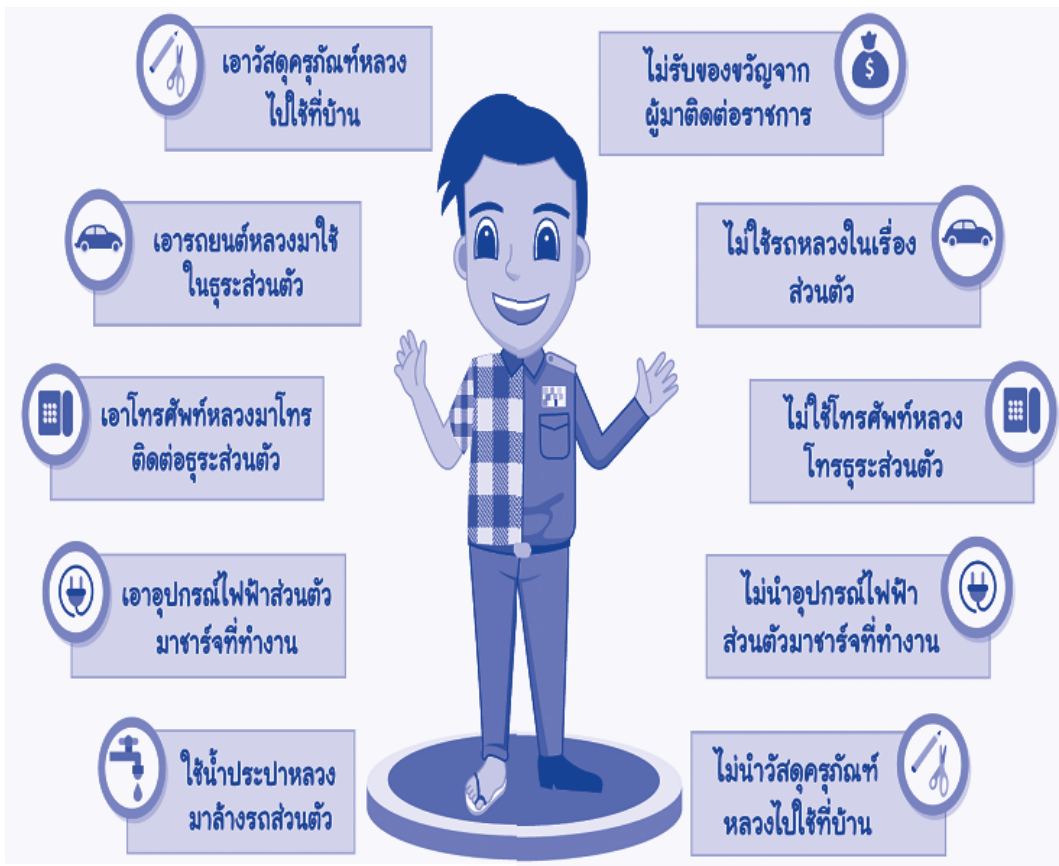 เอาวัสดุครุภัณฑ์หลวง
ไปใช้ที่บ้าน
เอารถยนต์หลวงมาใช้
ในธุระส่วนตัว
เอาโทรศัพท์หลวงมาโทร
ติดต่อธุระส่วนตัว
เอาอุปกรณ์ไฟฟ้าส่วนตัว
มาชาร์จที่ทำงาน
ใช้น้ำประปาหลวง
มาล้างรถส่วนตัว
ไม่รับของขวัญจาก
ผู้มาติดต่อราชการ
$
ไม่ใช้รถหลวงในเรื่อง
ส่วนตัว
ไม่ใช้โทรศัพท์หลวง
โทรธุระส่วนตัว
ไม่นำอุปกรณ์ไฟฟ้า
ส่วนตัวมาชาร์จที่ทำงาน
ไม่นำวัสดุครุภัณฑ์
หลวงไปใช้ที่บ้าน